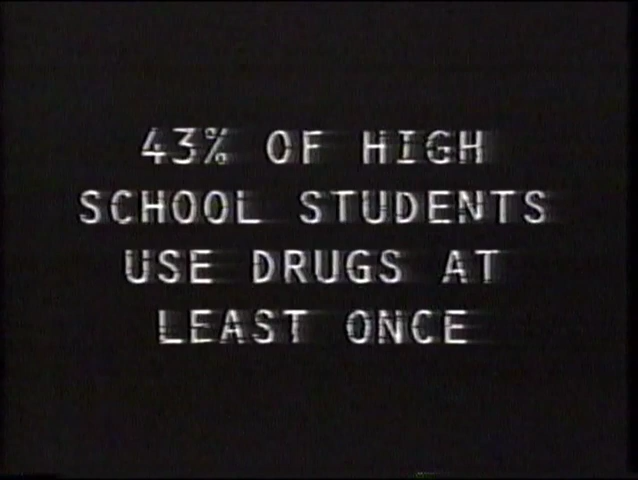 43% OF HIGH
SCHOOL STUDENTS
USE DRUGS AT
LEAST ONCE